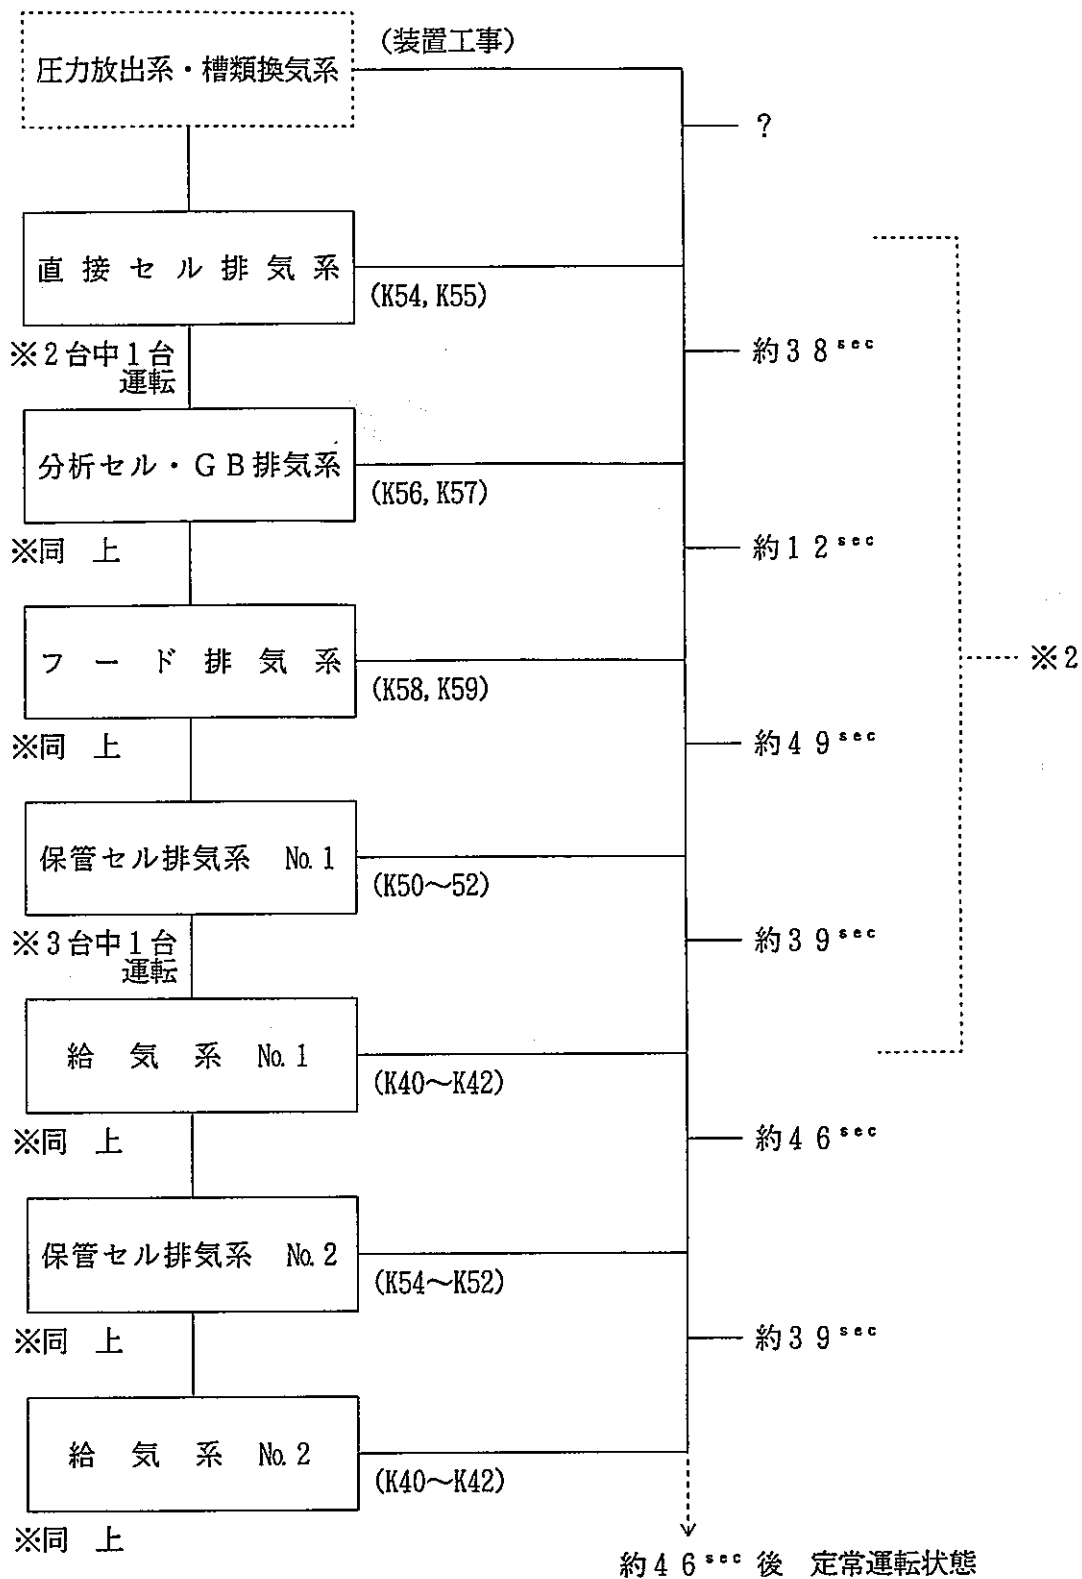 (装置工事)
圧力放出系・槽類換気系
?
直接セル排気系
(K54, K55)
※2台中1台
運転
約38sec
分析セル・GB排気系
(K56, K57)
※同 上
約12sec
フード排気系
(K58, K59)
※2
※同 上
約49sec
保管セル排気系 No.1
(K50～52)
※3台中1台
運転
約39sec
給気系 No.1
(K40～K42)
※同 上
約46sec
保管セル排気系 No.2
(K54～K52)
※同 上
約39sec
給気系 No.2
(K40～K42)
※同 上
約46sec後 定常運転状態